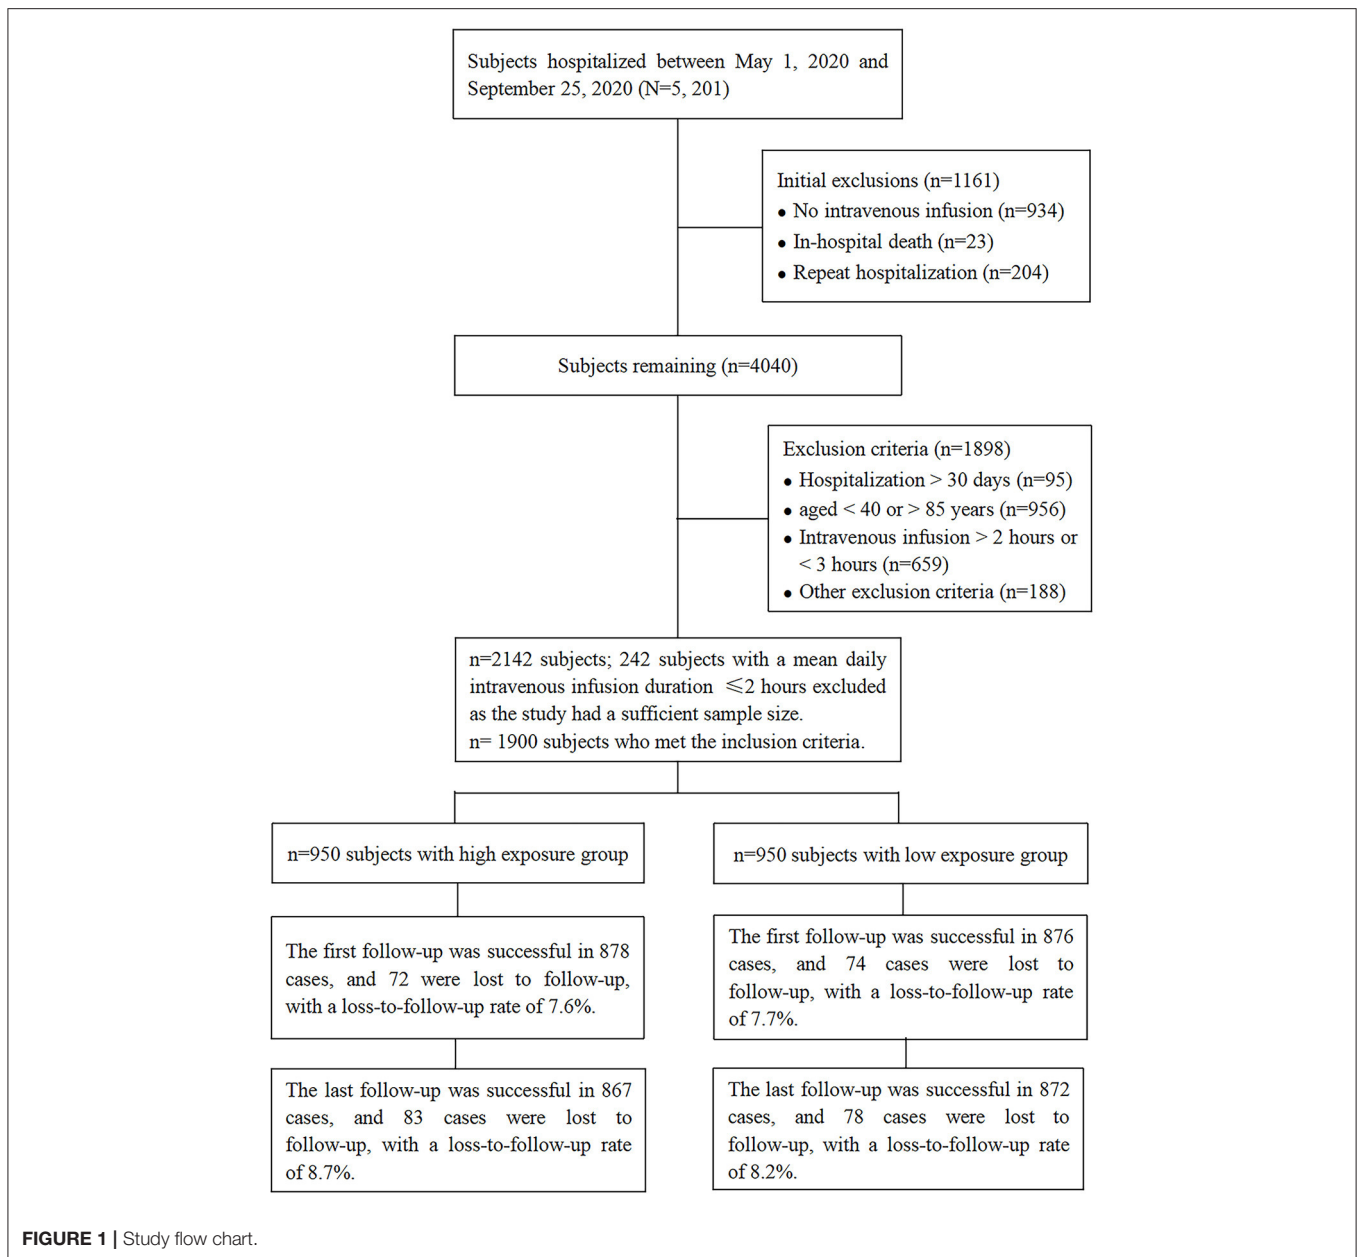 Subjects hospitalized between May 1, 2020 and
September 25, 2020 (N=5, 201)
Initial exclusions (n=1161)
● No intravenous infusion (n=934)
● In-hospital death (n=23)
● Repeat hospitalization (n=204)
Subjects remaining (n=4040)
Exclusion criteria (n=1898)
● Hospitalization > 30 days (n=95)
● aged < 40 or > 85 years (n=956)
● Intravenous infusion > 2 hours or
< 3 hours (n=659)
● Other exclusion criteria (n=188)
n=2142 subjects; 242 subjects with a mean daily
intravenous infusion duration ⩽2 hours excluded
as the study had a sufficient sample size.
n= 1900 subjects who met the inclusion criteria.
n=950 subjects with high exposure group
n=950 subjects with low exposure group
The first follow-up was successful in 878
cases, and 72 were lost to follow-up,
with a loss-to-follow-up rate of 7.6%.
The first follow-up was successful in 876
cases, and 74 cases were lost to
follow-up, with a loss-to-follow-up rate
of 7.7%.
The last follow-up was successful in 867
cases, and 83 cases were lost to
follow-up, with a loss-to-follow-up rate
of 8.7%.
The last follow-up was successful in 872
cases, and 78 cases were lost to
follow-up, with a loss-to-follow-up rate
of 8.2%.
FIGURE 1 | Study flow chart.